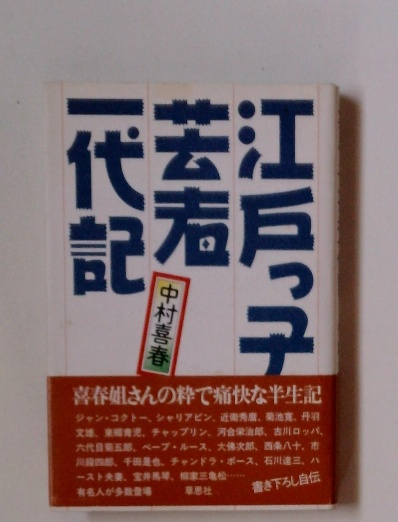 江戸っ子
芸者
一代記
中村喜春
喜春姐さんの粋で痛快な半生記
ジャン・コクトー、シャリアピン、近衛秀麿、菊池寛、丹羽
文雄、東郷青児、チャップリン、河合栄治郎、古川ロッパ、
六代目菊五郎、ベーブ・ルース、大佛次郎、西条八十、市
川猿四郎、千田是也、チャンドラ・ボース、石川達三、ハ
ースト夫妻、宝井馬琴、柳家三亀松……
有名人が多数登場
草思社
書き下ろし自伝